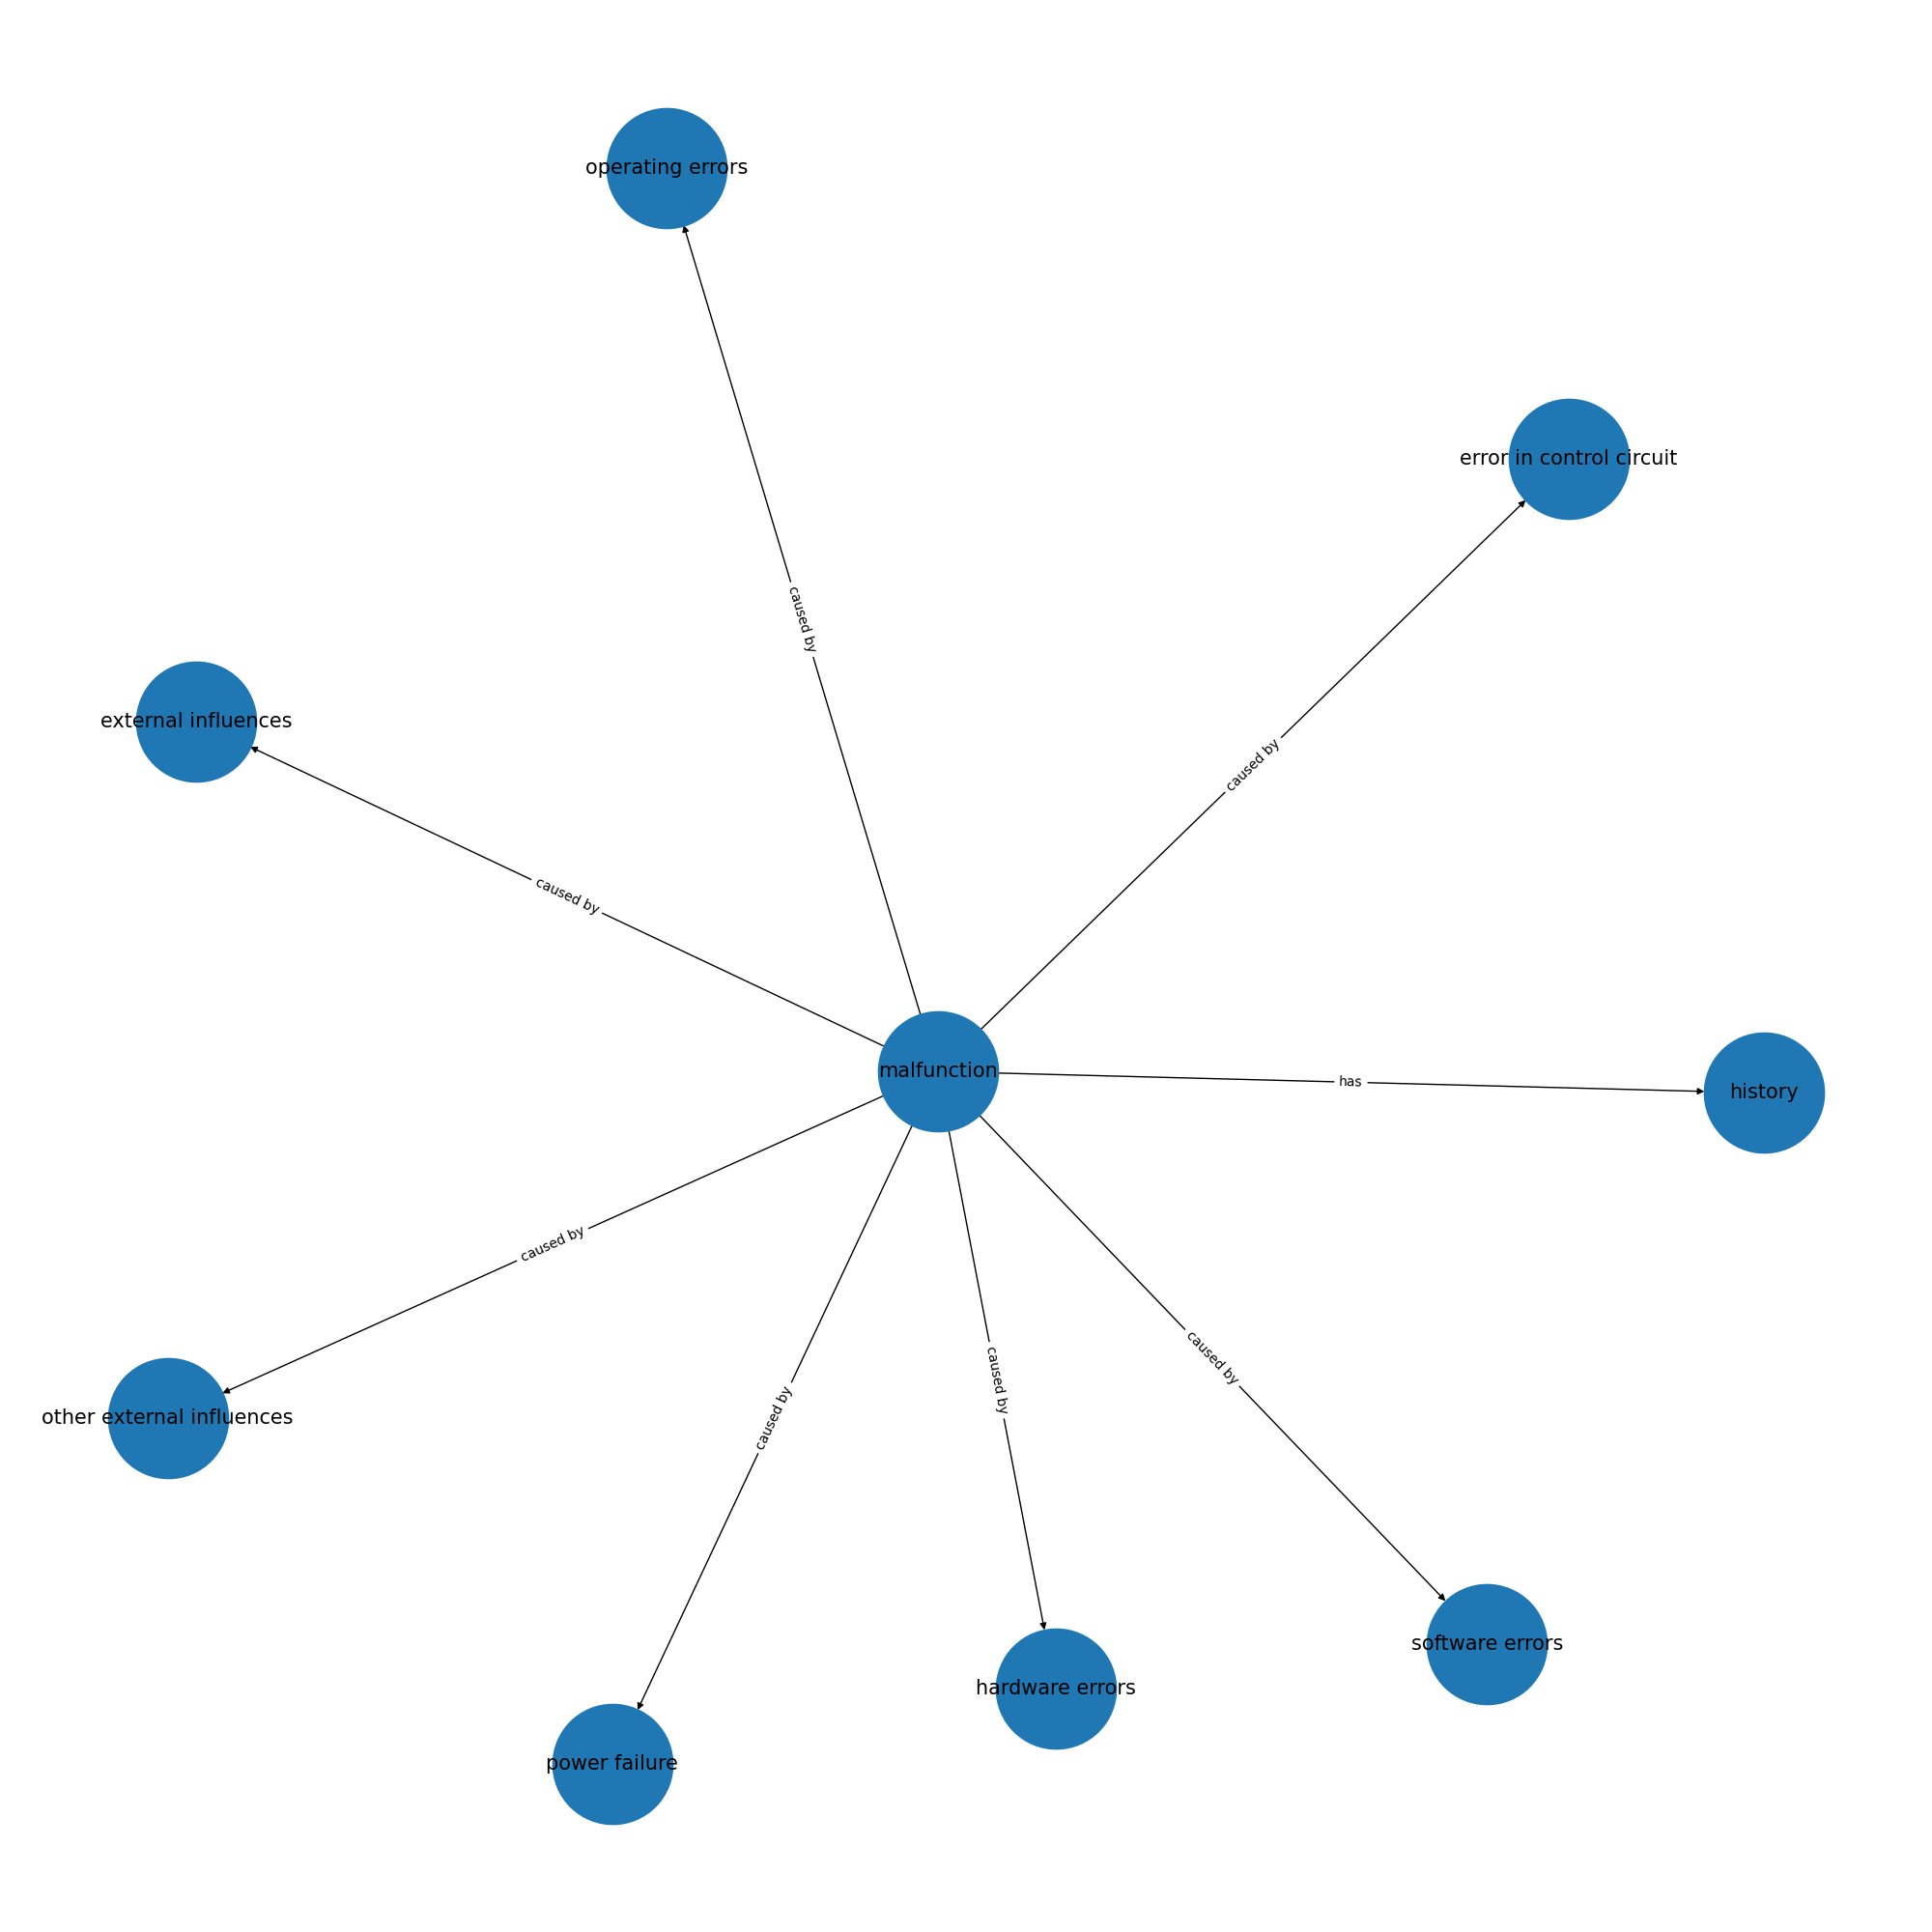 operating errors
error in control circuit
caused by
external influences
caused by
caused by
malfunction
has
history
caused by
caused by
caused by
caused by
other external influences
software errors
hardware errors
power failure